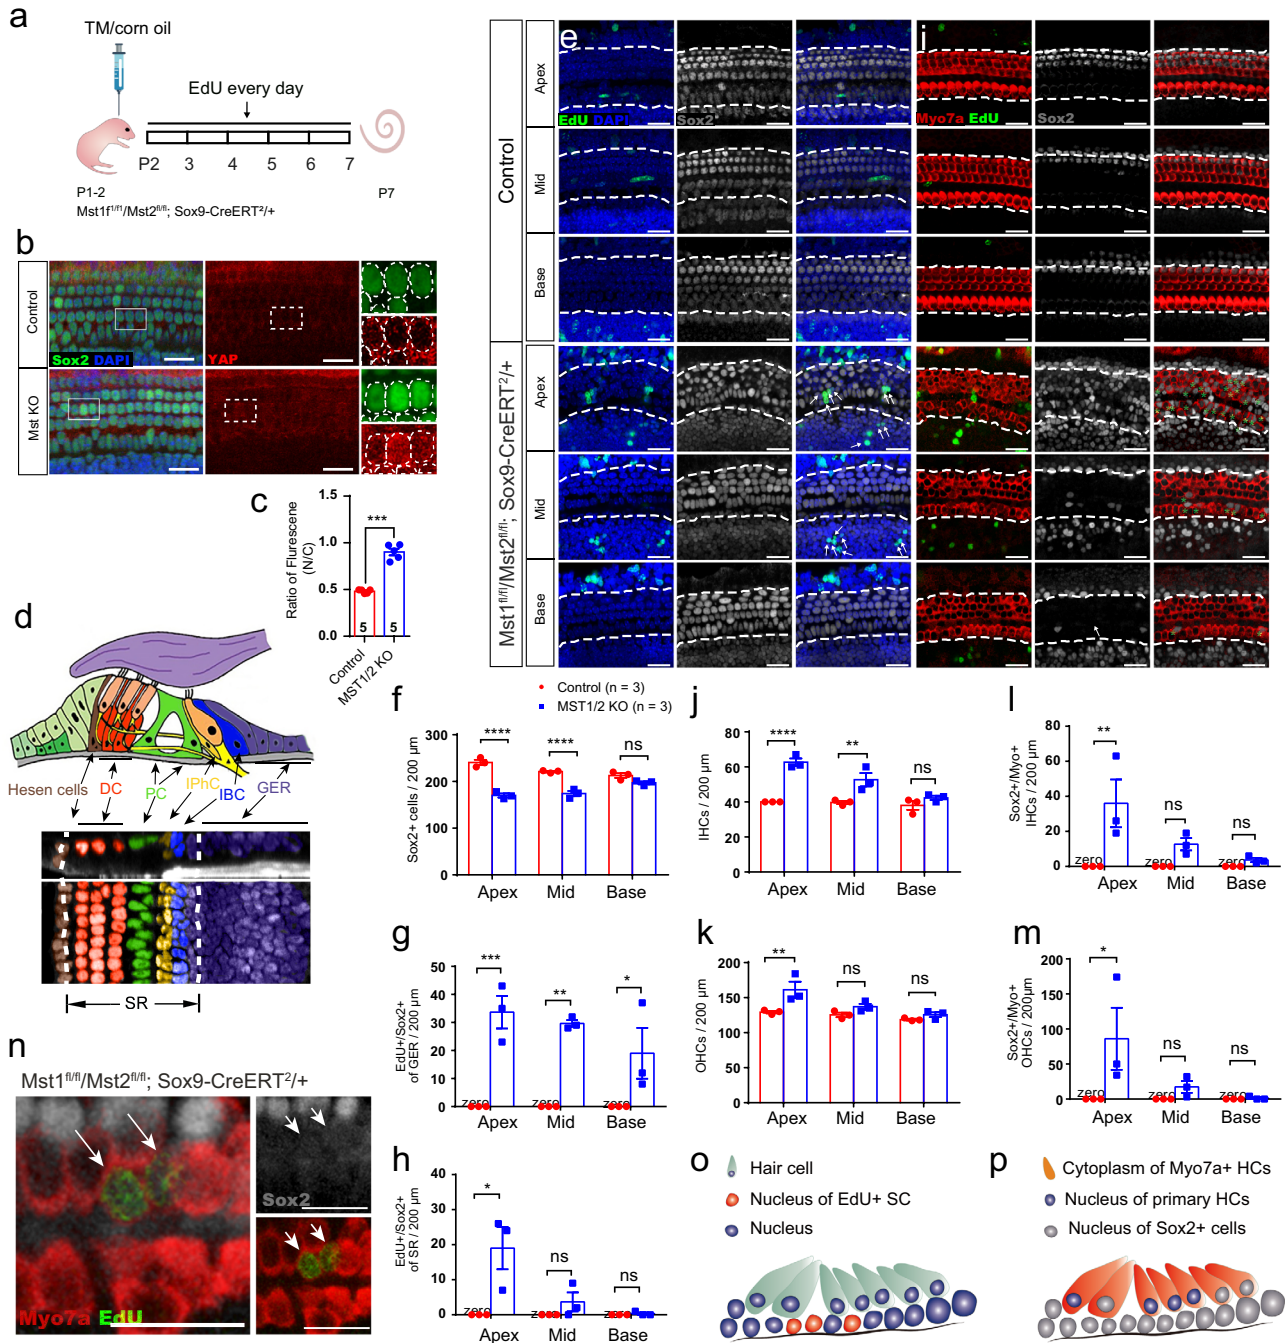 a
TM/corn oil
EdU every day
P2 3 4 5 6 7
P1-2
P7
Mst1f1/f1/Mst2fl/fl; Sox9-CreERT2/+
b
Control
Mst KO
Sox2 DAPI
YAP
c
Ratio of Flurescene
(N/C)
1.5
1.0
0.5
0.0
***
5 5
Control
MST1/2 KO
d
Hesen cells
DC
PC
IPhC
IBC
GER
SR
e
Control
Mst1fl/fl/Mst2fl/fl; Sox9-CreERT2/+
Apex
Mid
Base
Apex
Mid
Base
EdU DAPI
Sox2
i
Myo7a EdU
Sox2
Control (n = 3)
MST1/2 KO (n = 3)
f
Sox2+ cells / 200 μm
300
200
100
0
**** **** ns
Apex Mid Base
g
EdU+/Sox2+
of GER / 200 μm
50
40
30
20
10
0
*** ** *
zero zero zero
Apex Mid Base
h
EdU+/Sox2+
of SR / 200 μm
40
30
20
10
0
* ns ns
zero zero zero
Apex Mid Base
j
IHCs / 200 μm
80
60
40
20
0
**** ** ns
Apex Mid Base
k
OHCs / 200 μm
200
150
100
50
0
** ns ns
Apex Mid Base
l
Sox2+/Myo+
IHCs / 200 μm
80
60
40
20
0
** ns ns
zero zero zero
Apex Mid Base
m
Sox2+/Myo+
OHCs / 200μm
200
150
100
50
0
* ns ns
zero zero zero
Apex Mid Base
n
Mst1fl/fl/Mst2fl/fl; Sox9-CreERT2/+
Myo7a EdU
Sox2
o
Hair cell
Nucleus of EdU+ SC
Nucleus
p
Cytoplasm of Myo7a+ HCs
Nucleus of primary HCs
Nucleus of Sox2+ cells